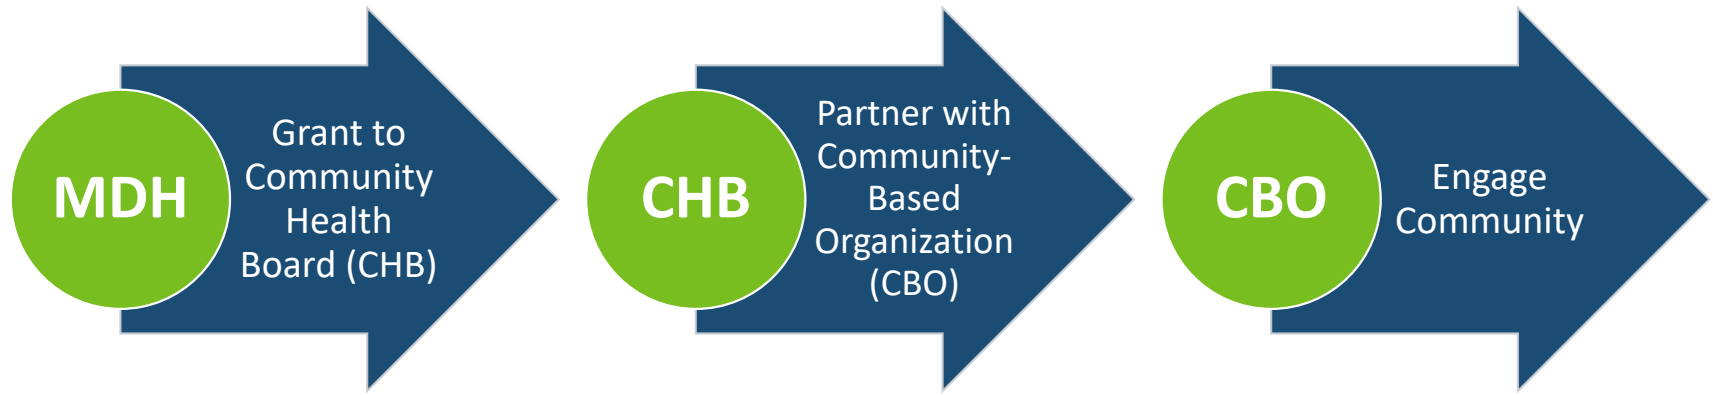 MDH
Grant to
Community
Health
Board (CHB)
CHB
Partner with
Community-
Based
Organization
(CBO)
CBO
Engage
Community